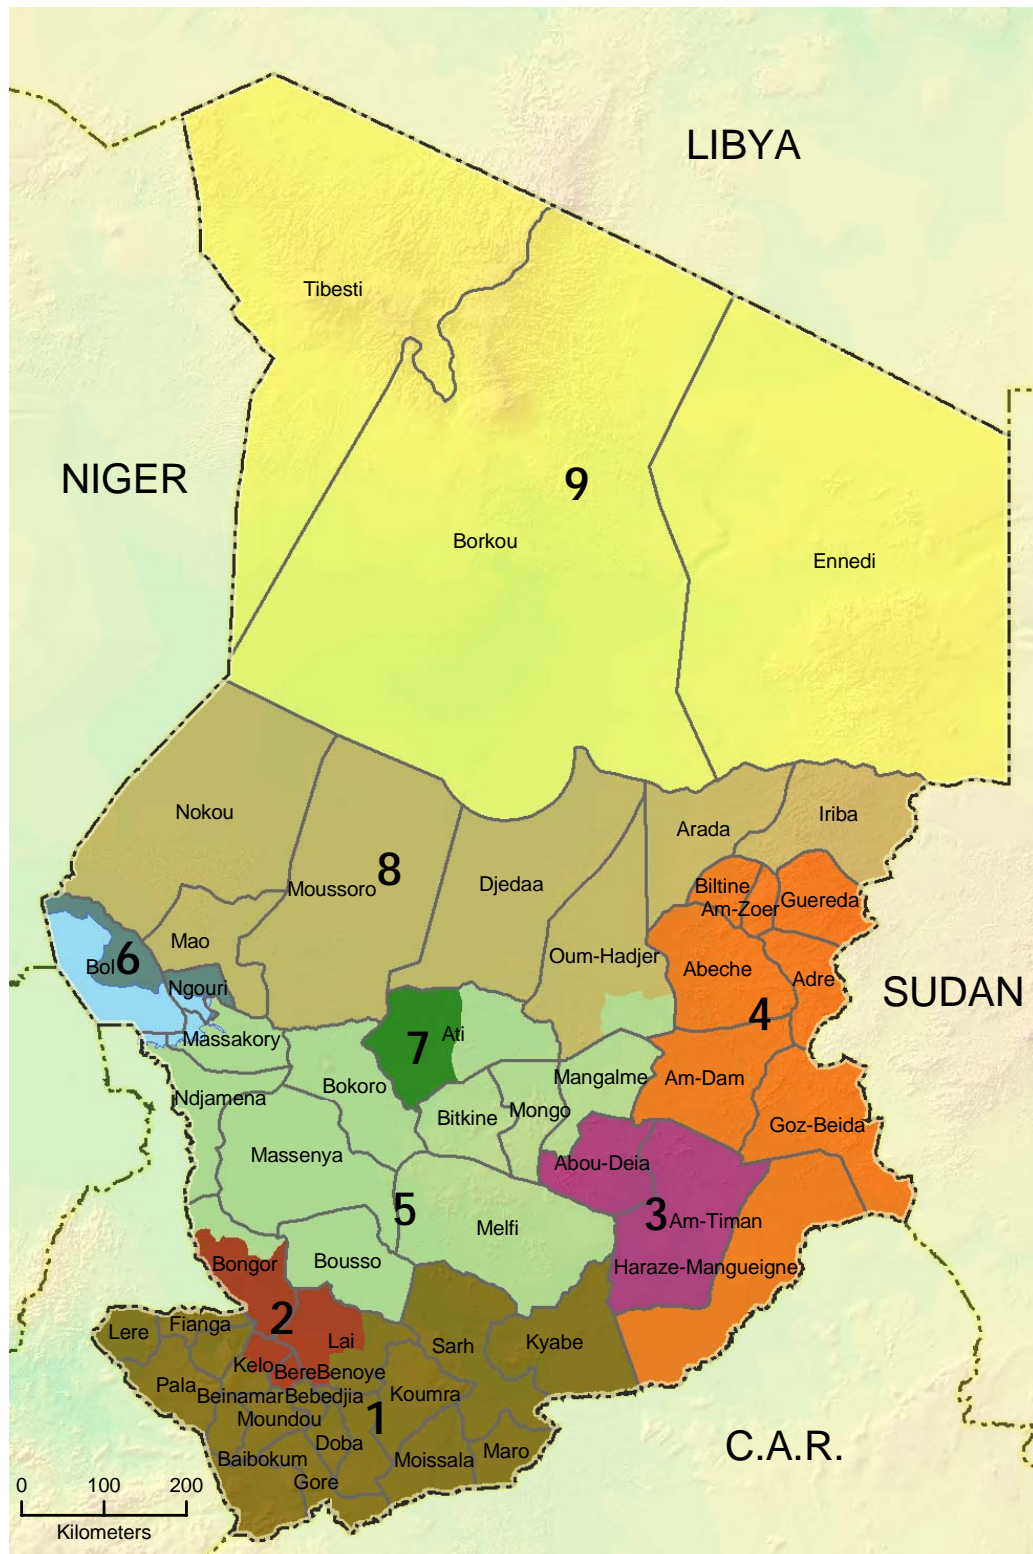 LIBYA
Tibesti
NIGER
9
Borkou
Ennedi
Nokou
Arada
Iriba
Moussoro
8
Djedaa
Biltine
Am-Zoer
Guereda
Mao
Oum-Hadjer
Abeche
Adre
Bol
6
Ngouri
SUDAN
4
Massakory
7
Ati
Ndjamena
Bokoro
Bitkine
Mongo
Mangalme
Am-Dam
Goz-Beida
Massenya
Abou-Deia
5
Melfi
3
Am-Timan
Bongor
Bousso
Haraze-Mangueigne
2
Lere
Fianga
Lai
Sarh
Kyabe
Kelo
Bere
Benoye
Pala
Beinamar
Bebedjia
Koumra
Moundou
1
Doba
Baibokum
Moissala
Maro
C.A.R.
Gore
0 100 200
Kilometers